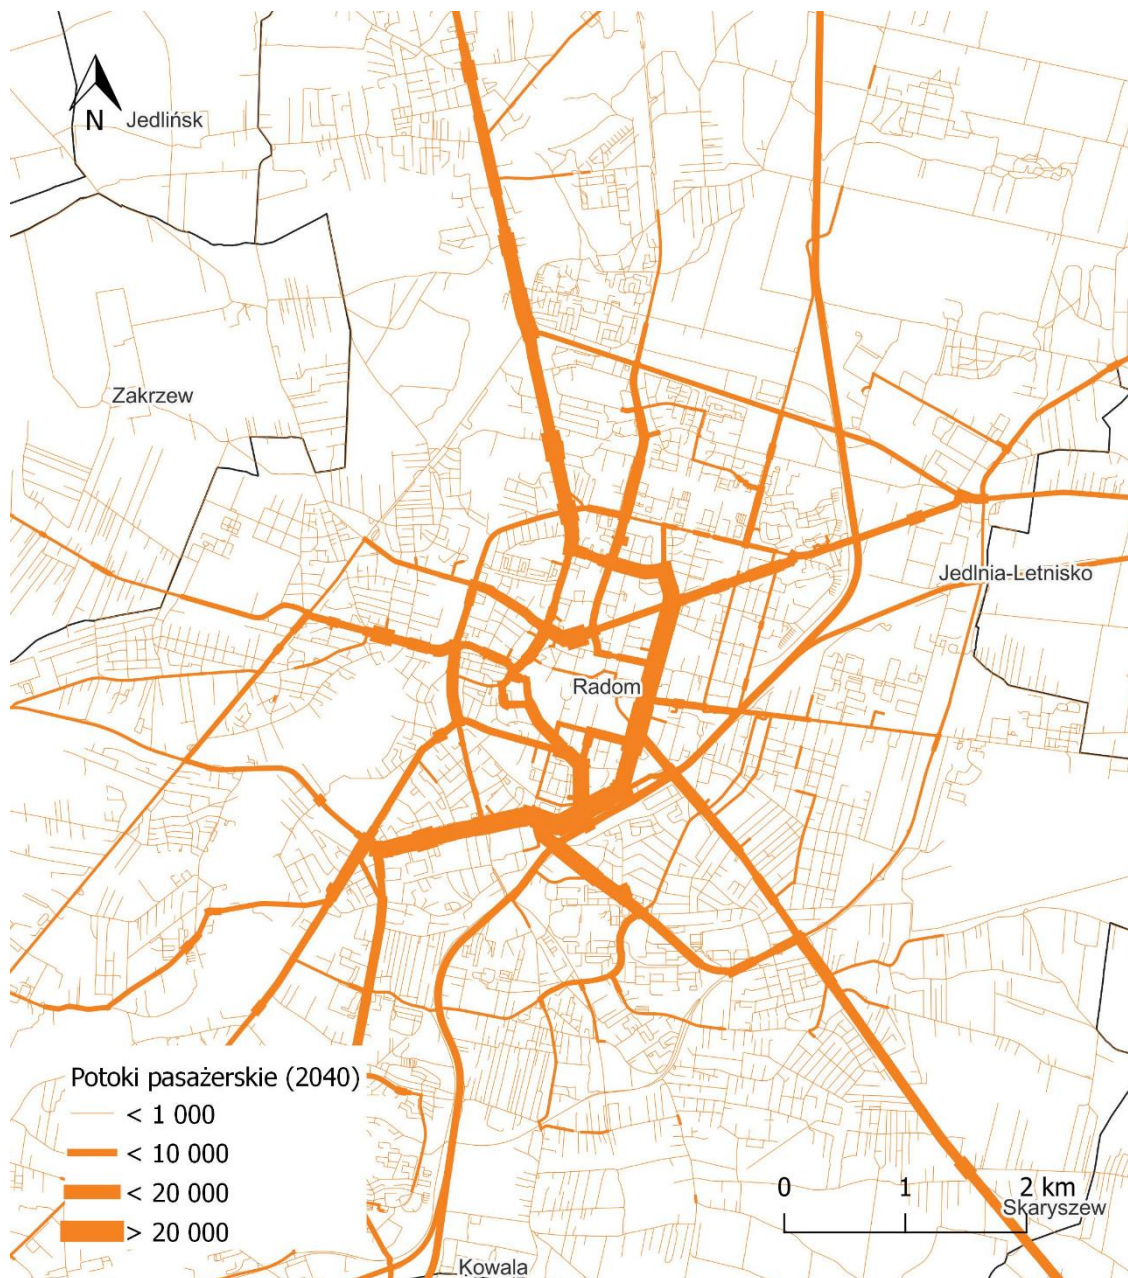 N
Jedlińsk
Zakrzew
Jedlnia-Letnisko
Radom
Potoki pasażerskie (2040)
< 1 000
< 10 000
< 20 000
> 20 000
0 1 2 km
Skaryszew
Kowala